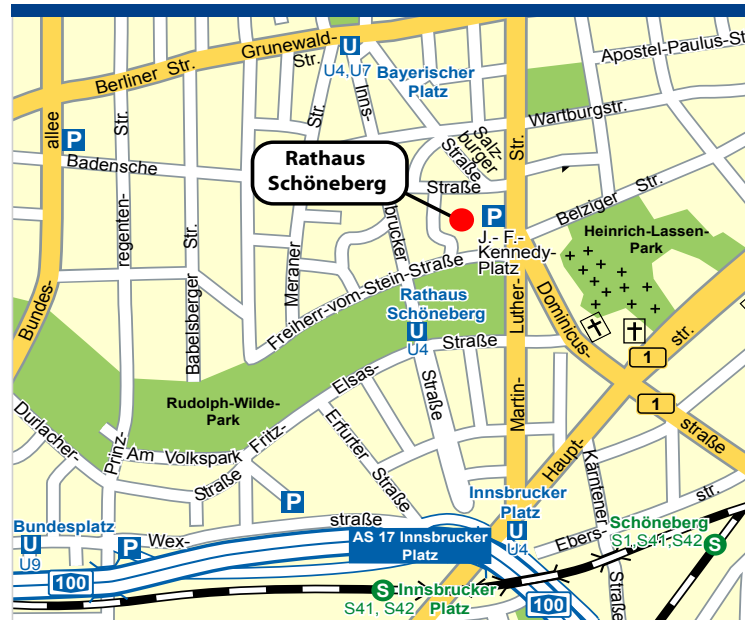 Apostel-Paulus-St
Grunewald-
Str.
Berliner Str.
U
U4,U7
Bayerischer
Platz
Inns-
allee
P
Str.
Wartburgstr.
Salz-
burger
Straße
Str.
Badensche
Rathaus
Schöneberg
Straße
P
Belziger Str.
regenten-
Str.
brucker
J.- F.-
Kennedy-
Platz
Heinrich-Lassen-
Park
Meraner
Freiherr-vom-Stein-Straße
Bundes-
Babelsberger
Rathaus
Schöneberg
U
U4
Luther-
Dominicus-
Straße
1
str.
1
straße
Rudolph-Wilde-
Park
Elsas-
Straße
Martin-
Durlacher-
Prinz-
Am Volkspark
Fritz-
Straße
Erfurter Straße
Haupt-
Kärntener
Straße
P
Innsbrucker
Platz
U
U4
Ebers-
str.
Schöneberg
S1,S41,S42
S
Bundesplatz
U
U9
P
Wex-
straße
AS 17 Innsbrucker
Platz
100
S
Innsbrucker
Platz
S41, S42
100